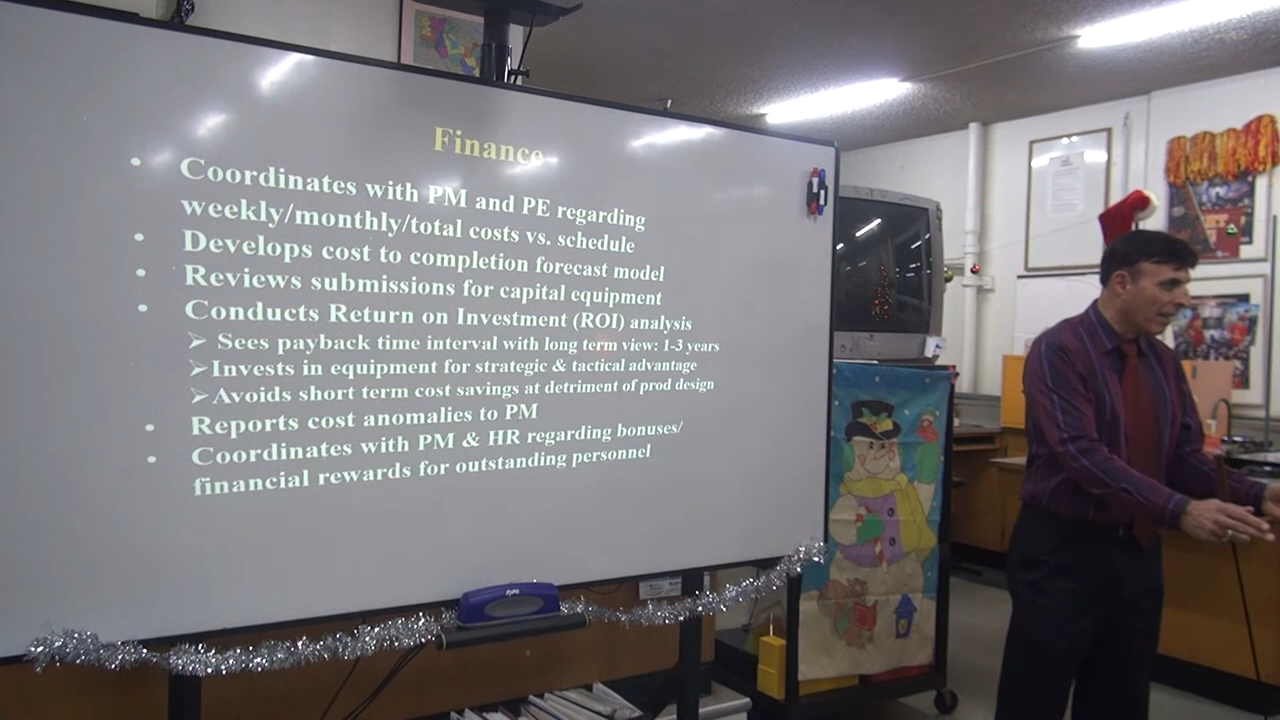 Finance
• Coordinates with PM and PE regarding
weekly/monthly/total costs vs. schedule
• Develops cost to completion forecast model
• Reviews submissions for capital equipment
• Conducts Return on Investment (ROI) analysis
➢ Sees payback time interval with long term view: 1-3 years
➢ Invests in equipment for strategic & tactical advantage
➢ Avoids short term cost savings at detriment of prod design
• Reports cost anomalies to PM
• Coordinates with PM & HR regarding bonuses/
financial rewards for outstanding personnel
EXPO